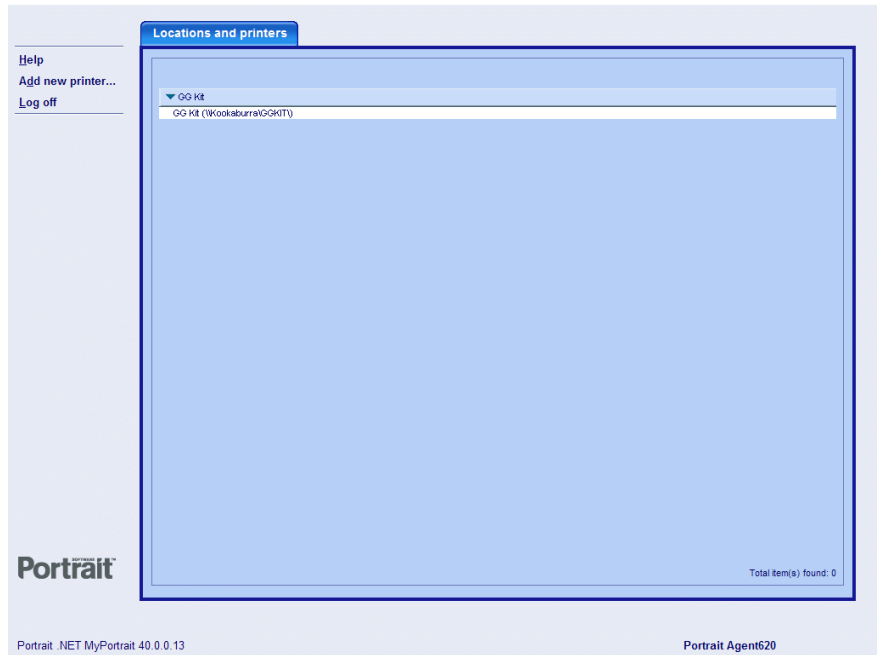 Locations and printers
Help
Add new printer...
Log off
GG Kit
GG Kit (\\Kookaburra\GGKIT\)
Total item(s) found: 0
Portrait SOFTWARE™
Portrait .NET MyPortrait 40.0.0.13
Portrait Agent620